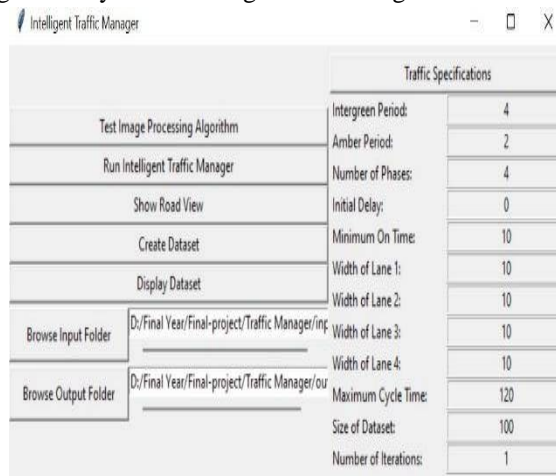 Intelligent Traffic Manager
Test Image Processing Algorithm
Run Intelligent Traffic Manager
Show Road View
Create Dataset
Display Dataset
Browse Input Folder
D:/Final Year/Final-project/Traffic Manager/inp
Browse Output Folder
D:/Final Year/Final-project/Traffic Manager/ou
Traffic Specifications
Intergreen Period: 4
Amber Period: 2
Number of Phases: 4
Initial Delay: 0
Minimum On Time: 10
Width of Lane 1: 10
Width of Lane 2: 10
Width of Lane 3: 10
Width of Lane 4: 10
Maximum Cycle Time: 120
Size of Dataset: 100
Number of Iterations: 1